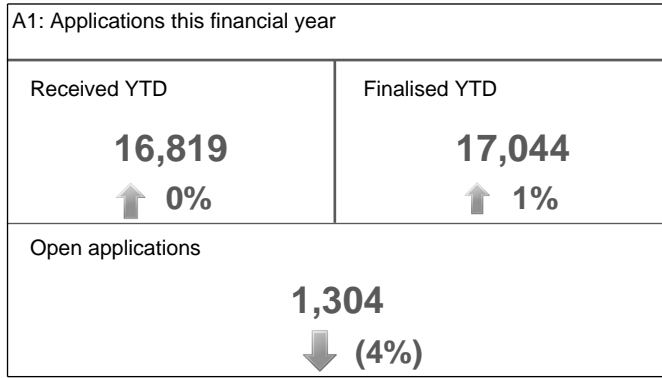 A1: Applications this financial year
Received YTD
16,819
0%
Finalised YTD
17,044
1%
Open applications
1,304
(4%)